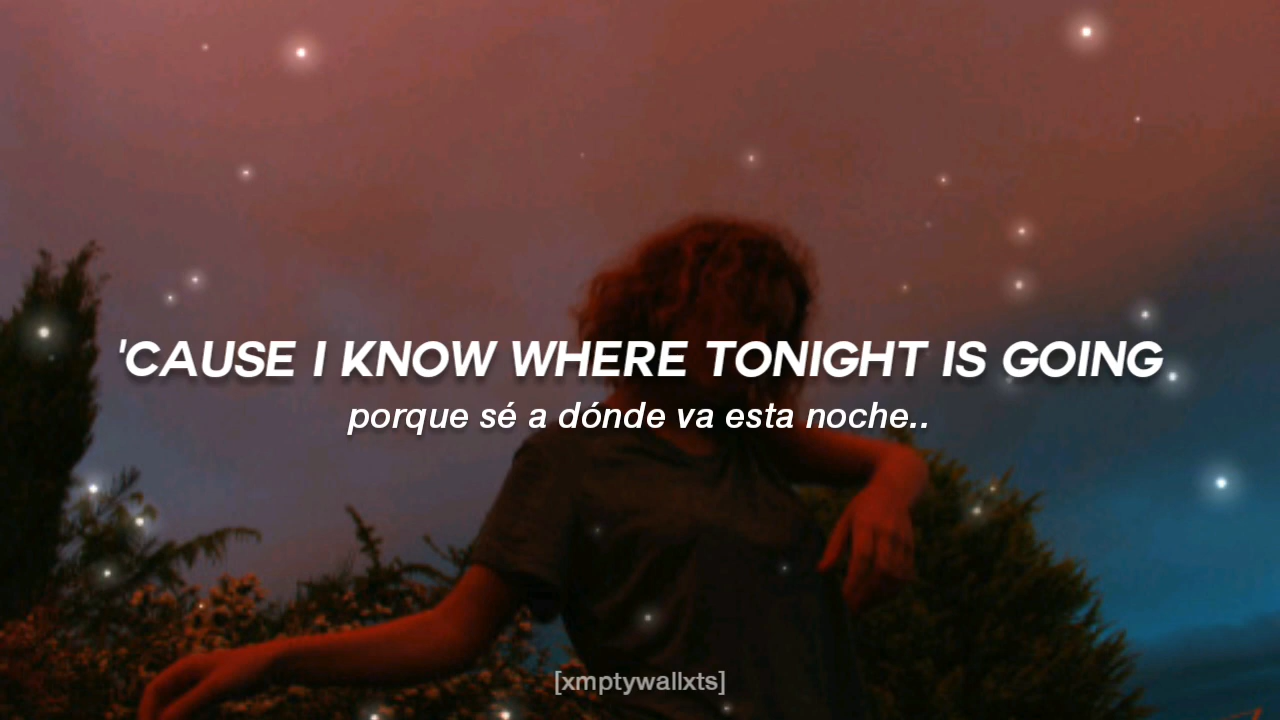 'CAUSE I KNOW WHERE TONIGHT IS GOING
porque sé a dónde va esta noche..
[xmptywallxts]